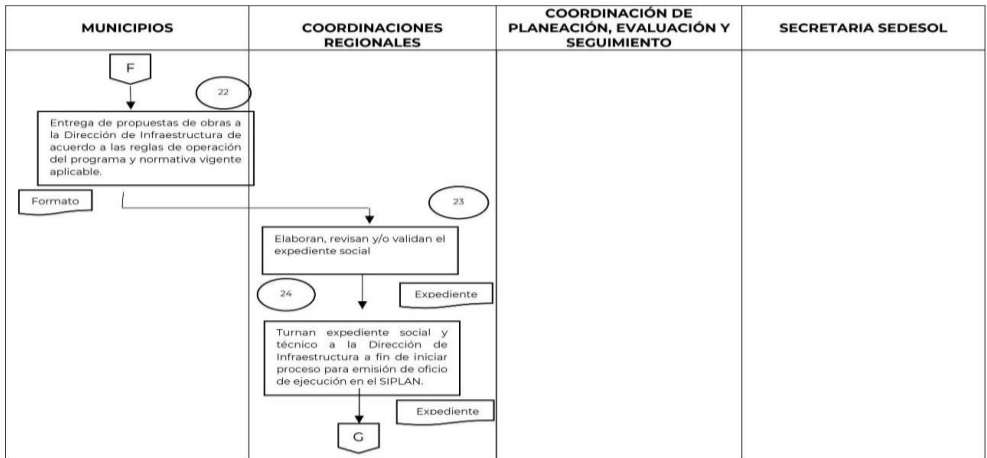 MUNICIPIOS
COORDINACIONES
REGIONALES
COORDINACIÓN DE
PLANEACIÓN, EVALUACIÓN Y
SEGUIMIENTO
SECRETARIA SEDESOL
F
22
Entrega de propuestas de obras a
la Dirección de Infraestructura de
acuerdo a las reglas de operación
del programa y normativa vigente
aplicable.
Formato
23
Elaboran, revisan y/o validan el
expediente social
24
Expediente
Turnan expediente social y
técnico a la Dirección de
Infraestructura a fin de iniciar
proceso para emisión de oficio
de ejecución en el SIPLAN.
Expediente
G